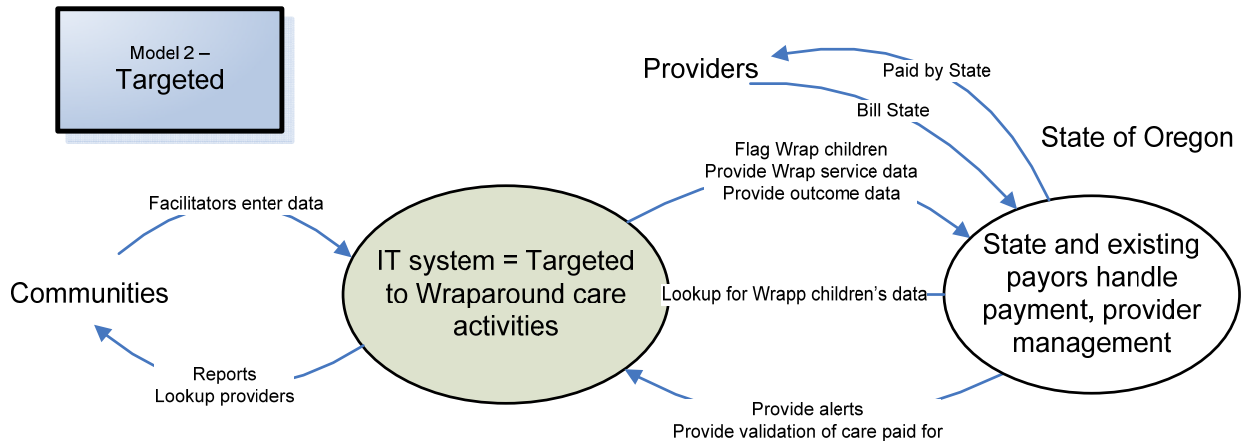 Model 2 –
Targeted
Providers
Paid by State
Bill State
State of Oregon
Flag Wrap children
Provide Wrap service data
Provide outcome data
Facilitators enter data
IT system = Targeted
to Wraparound care
activities
State and existing
payors handle
payment, provider
management
Communities
Lookup for Wrapp children's data
Reports
Lookup providers
Provide alerts
Provide validation of care paid for